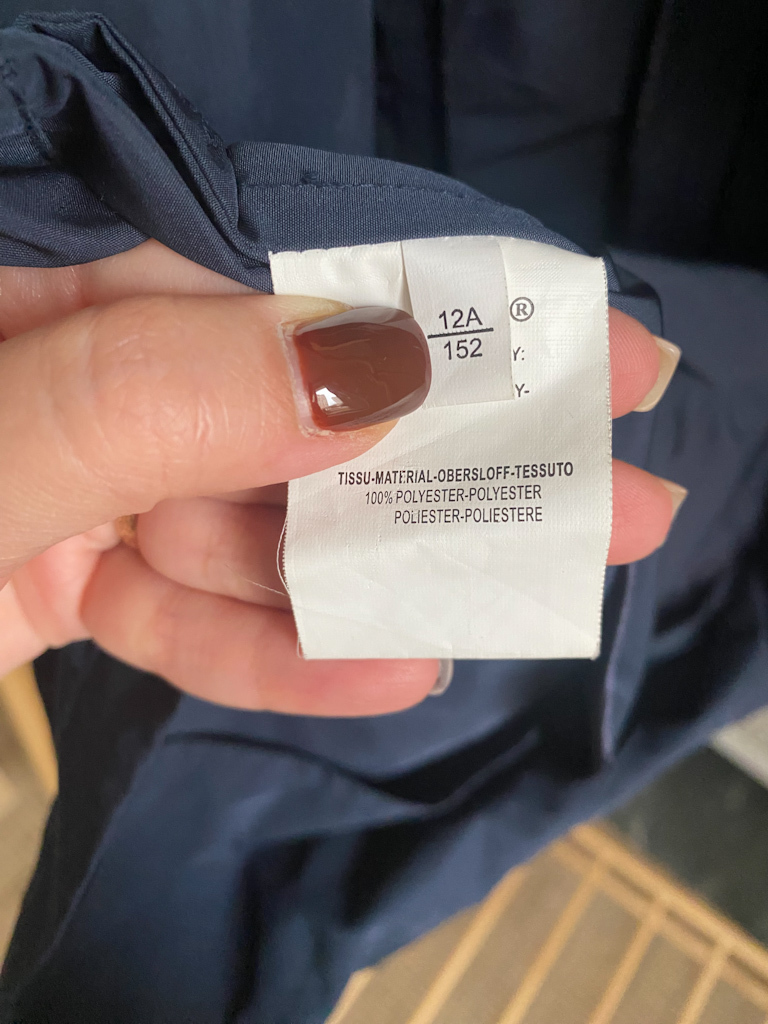 12A
®
152
Y:
Y-
TISSU-MATERIAL-OBERSLOFF-TESSUTO
100% POLYESTER-POLYESTER
POLIESTER-POLIESTERE